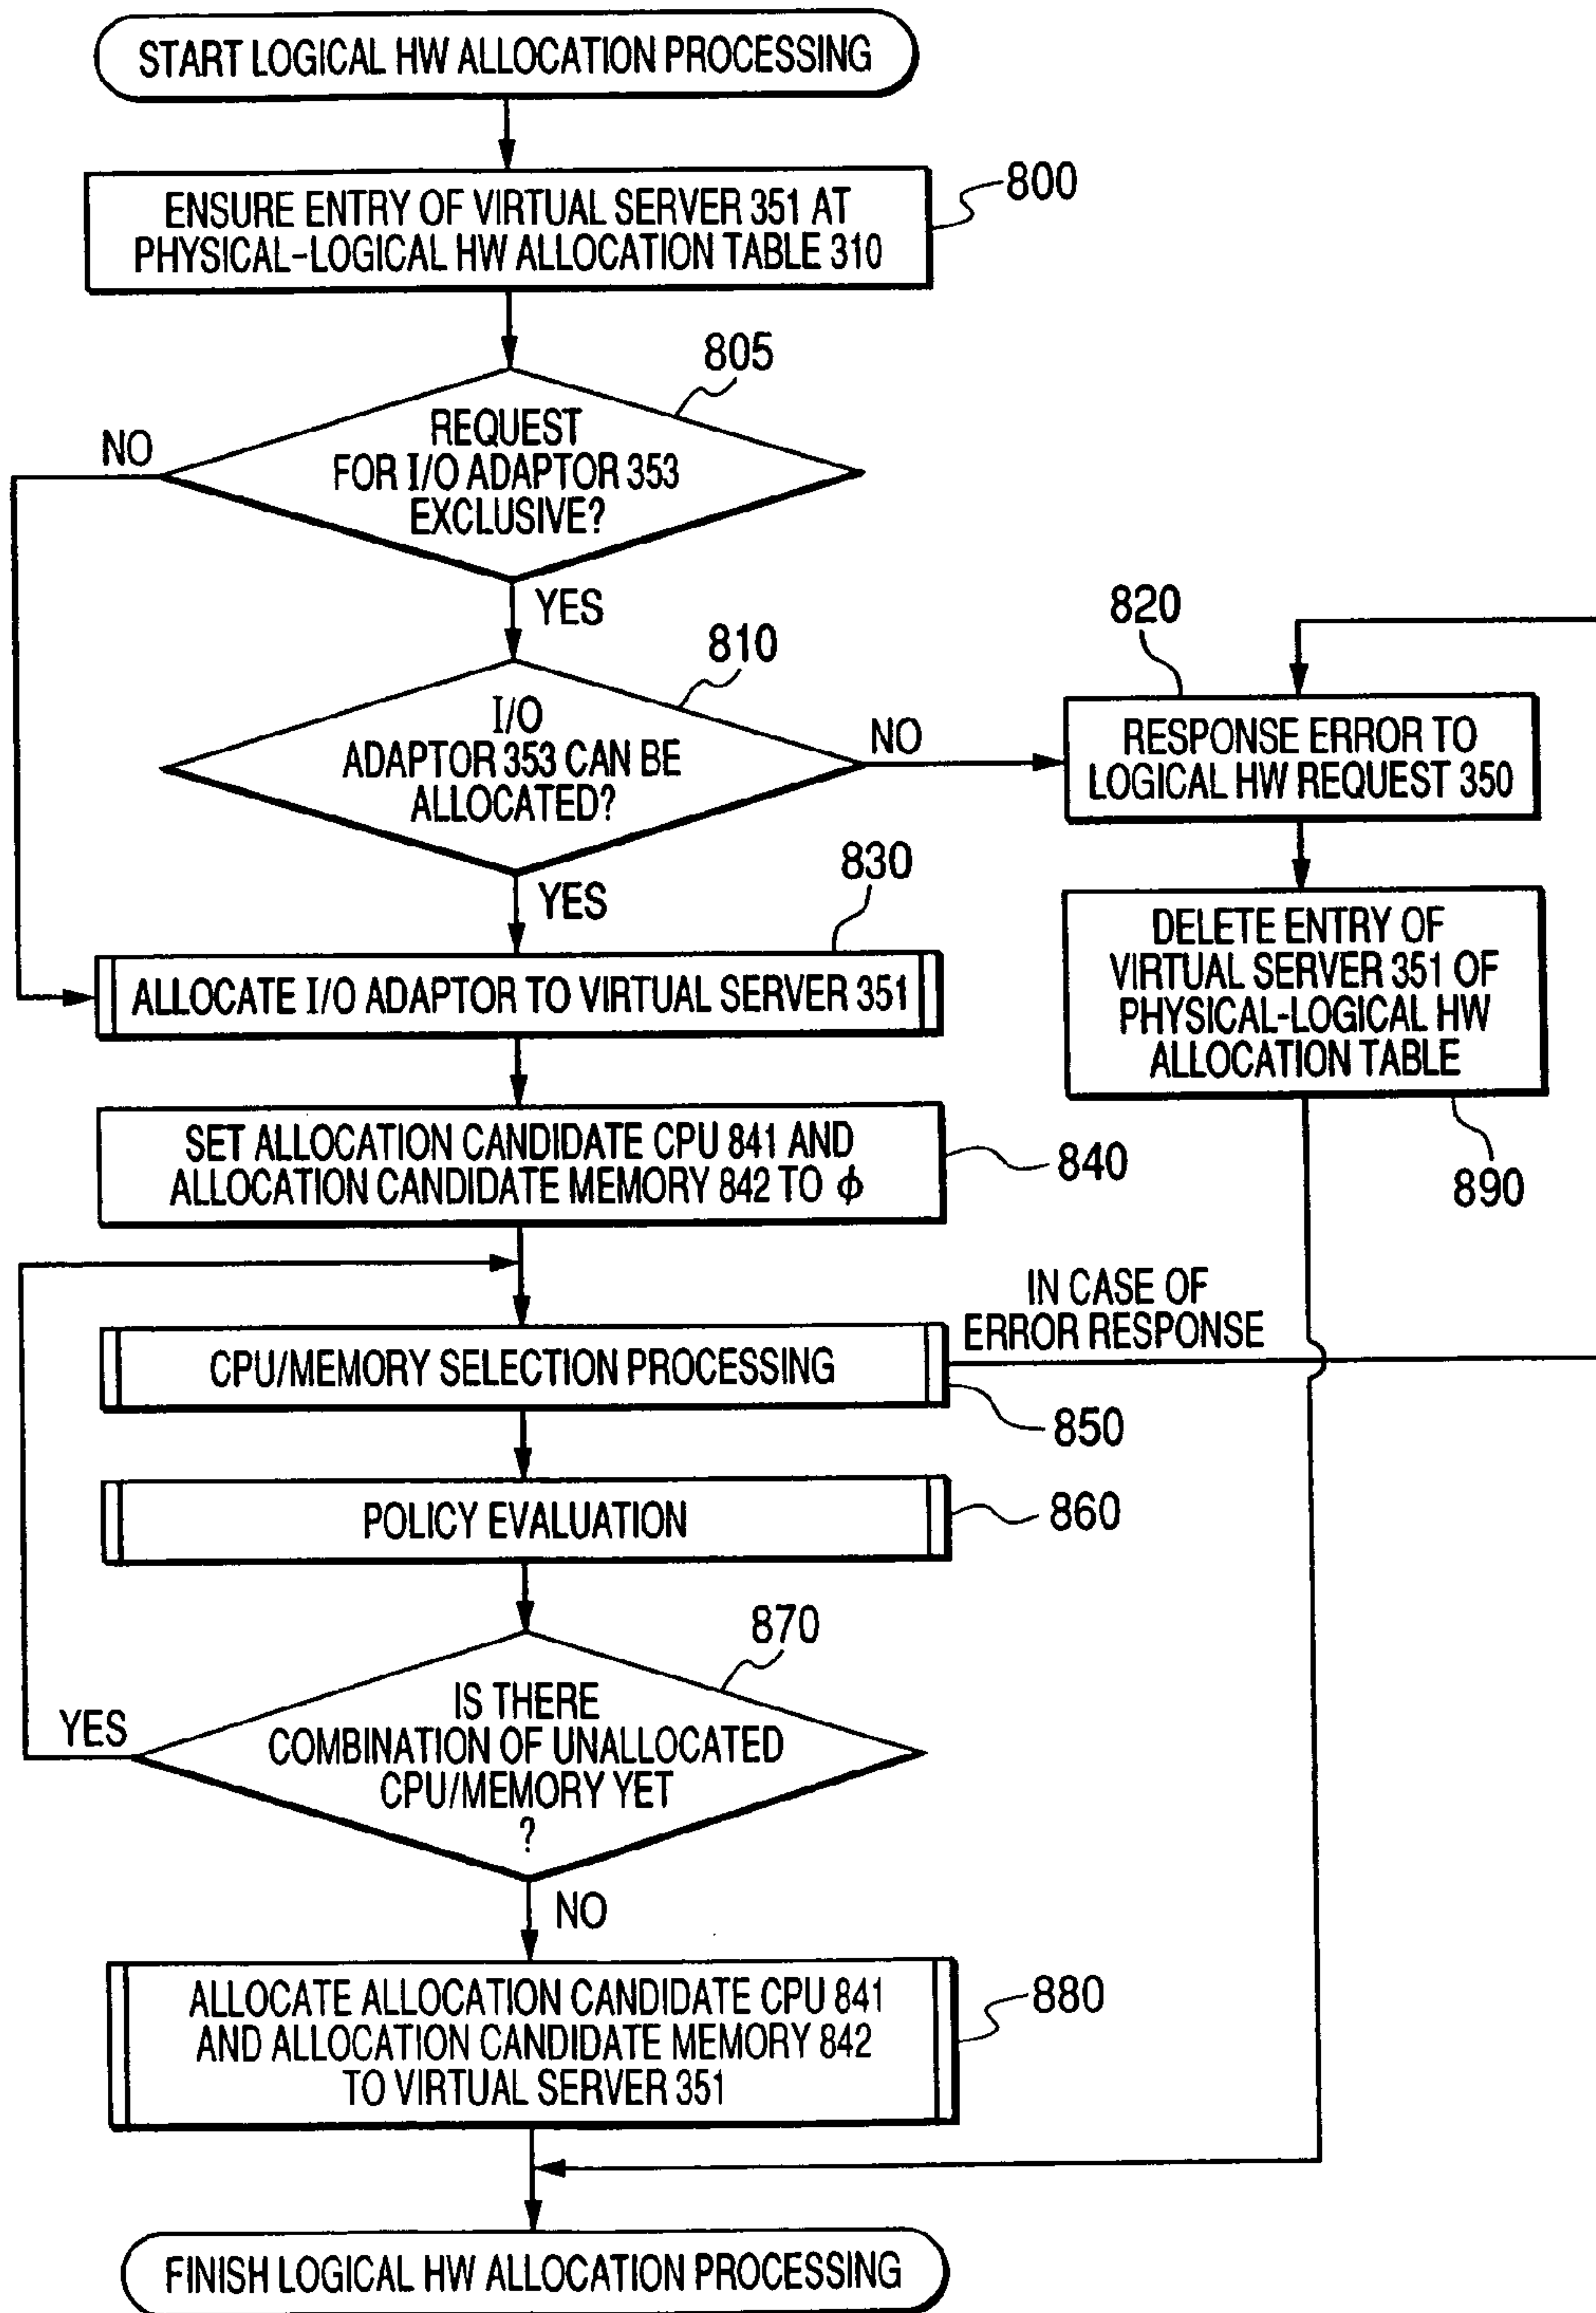 START LOGICAL HW ALLOCATION PROCESSING
800
ENSURE ENTRY OF VIRTUAL SERVER 351 AT
PHYSICAL-LOGICAL HW ALLOCATION TABLE 310
805
REQUEST
FOR I/O ADAPTOR 353
EXCLUSIVE?
NO
YES
810
I/O
ADAPTOR 353 CAN BE
ALLOCATED?
NO
YES
820
RESPONSE ERROR TO
LOGICAL HW REQUEST 350
830
ALLOCATE I/O ADAPTOR TO VIRTUAL SERVER 351
DELETE ENTRY OF
VIRTUAL SERVER 351 OF
PHYSICAL-LOGICAL HW
ALLOCATION TABLE
890
SET ALLOCATION CANDIDATE CPU 841 AND
ALLOCATION CANDIDATE MEMORY 842 TO ϕ
840
IN CASE OF
ERROR RESPONSE
CPU/MEMORY SELECTION PROCESSING
850
POLICY EVALUATION
860
870
IS THERE
COMBINATION OF UNALLOCATED
CPU/MEMORY YET
?
YES
NO
ALLOCATE ALLOCATION CANDIDATE CPU 841
AND ALLOCATION CANDIDATE MEMORY 842
TO VIRTUAL SERVER 351
880
FINISH LOGICAL HW ALLOCATION PROCESSING